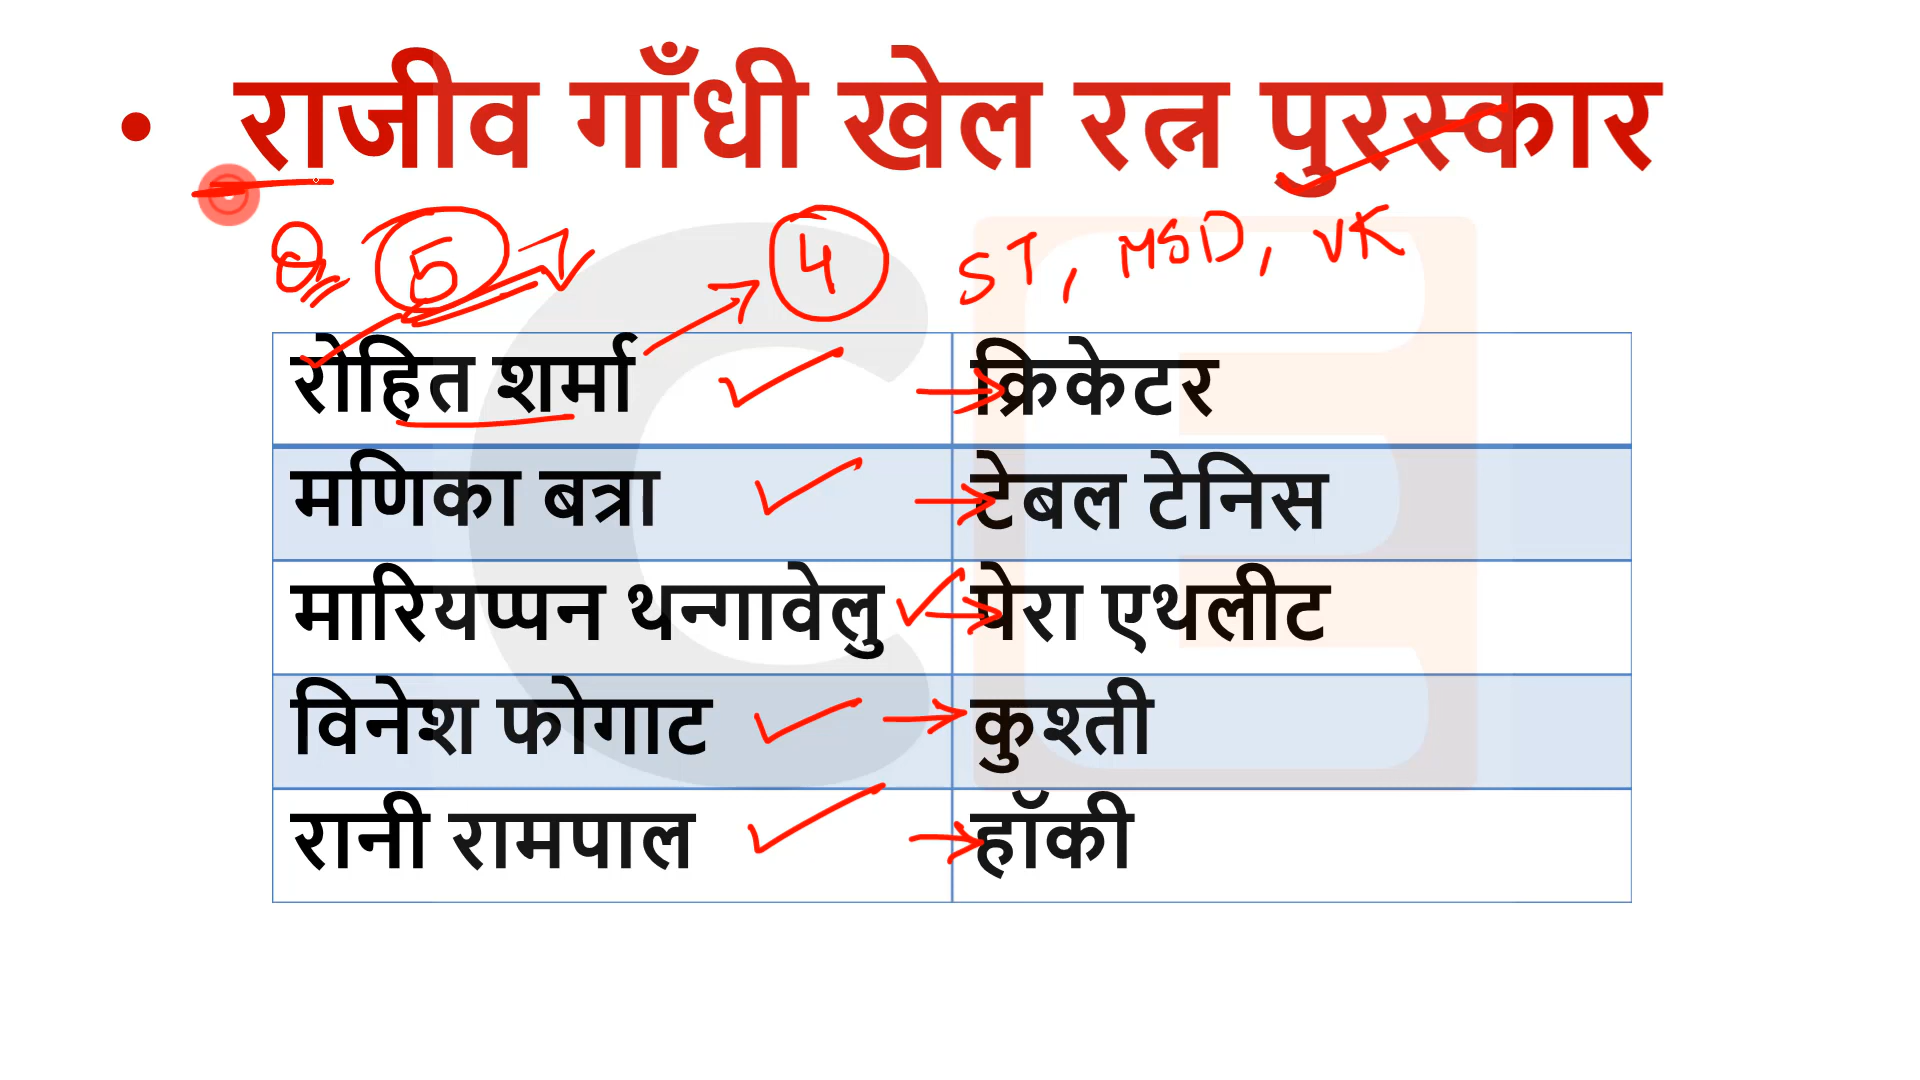 • राजीव गाँधी खेल रत्न पुरस्कार
5 4 ST, MSD, VK
रोहित शर्मा क्रिकेटर
मणिका बत्रा टेबल टेनिस
मारियप्पन थन्गावेलु पेरा एथलीट
विनेश फोगाट कुश्ती
रानी रामपाल हॉकी